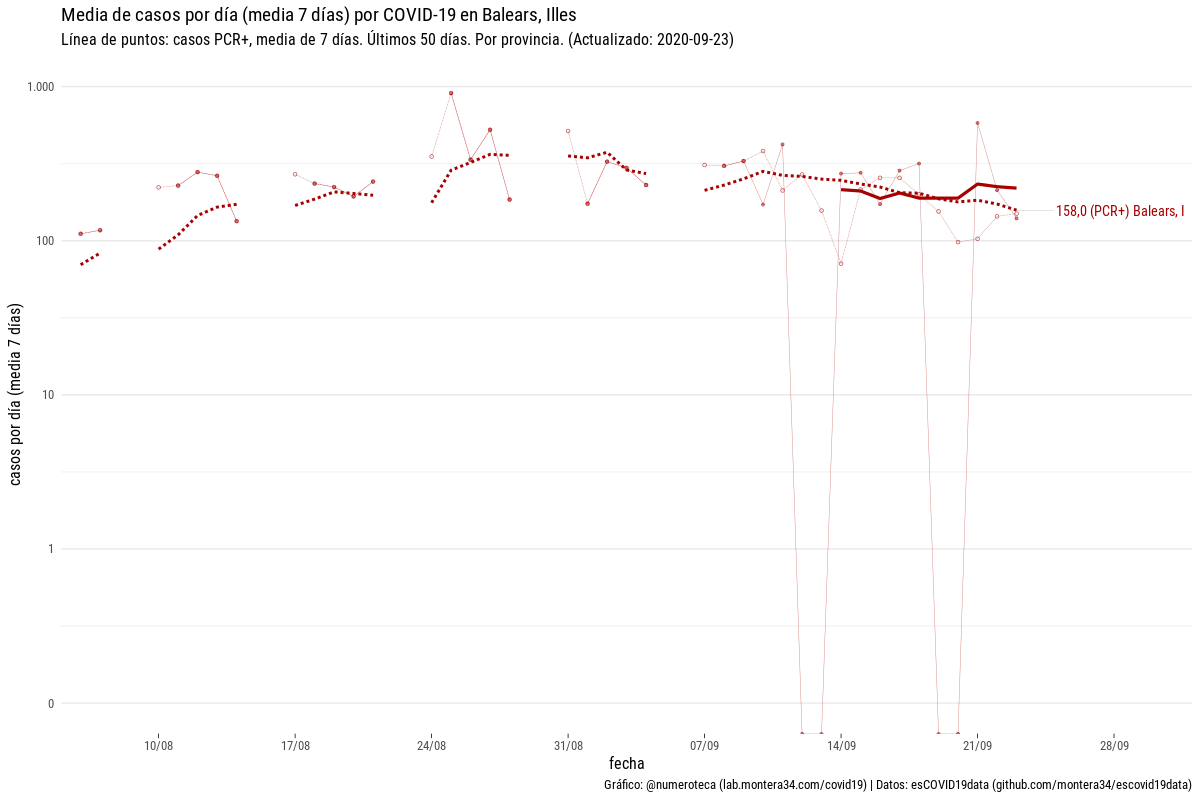 Media de casos por día (media 7 días) por COVID-19 en Balears, Illes
Línea de puntos: casos PCR+, media de 7 días. Últimos 50 días. Por provincia. (Actualizado: 2020-09-23)
casos por día (media 7 días)
1.000
100
10
1
0
158,0 (PCR+) Balears, I
10/08
17/08
24/08
31/08
07/09
14/09
21/09
28/09
fecha
Gráfico: @numeroteca (lab.montera34.com/covid19) | Datos: esCOVID19data (github.com/montera34/escovid19data)